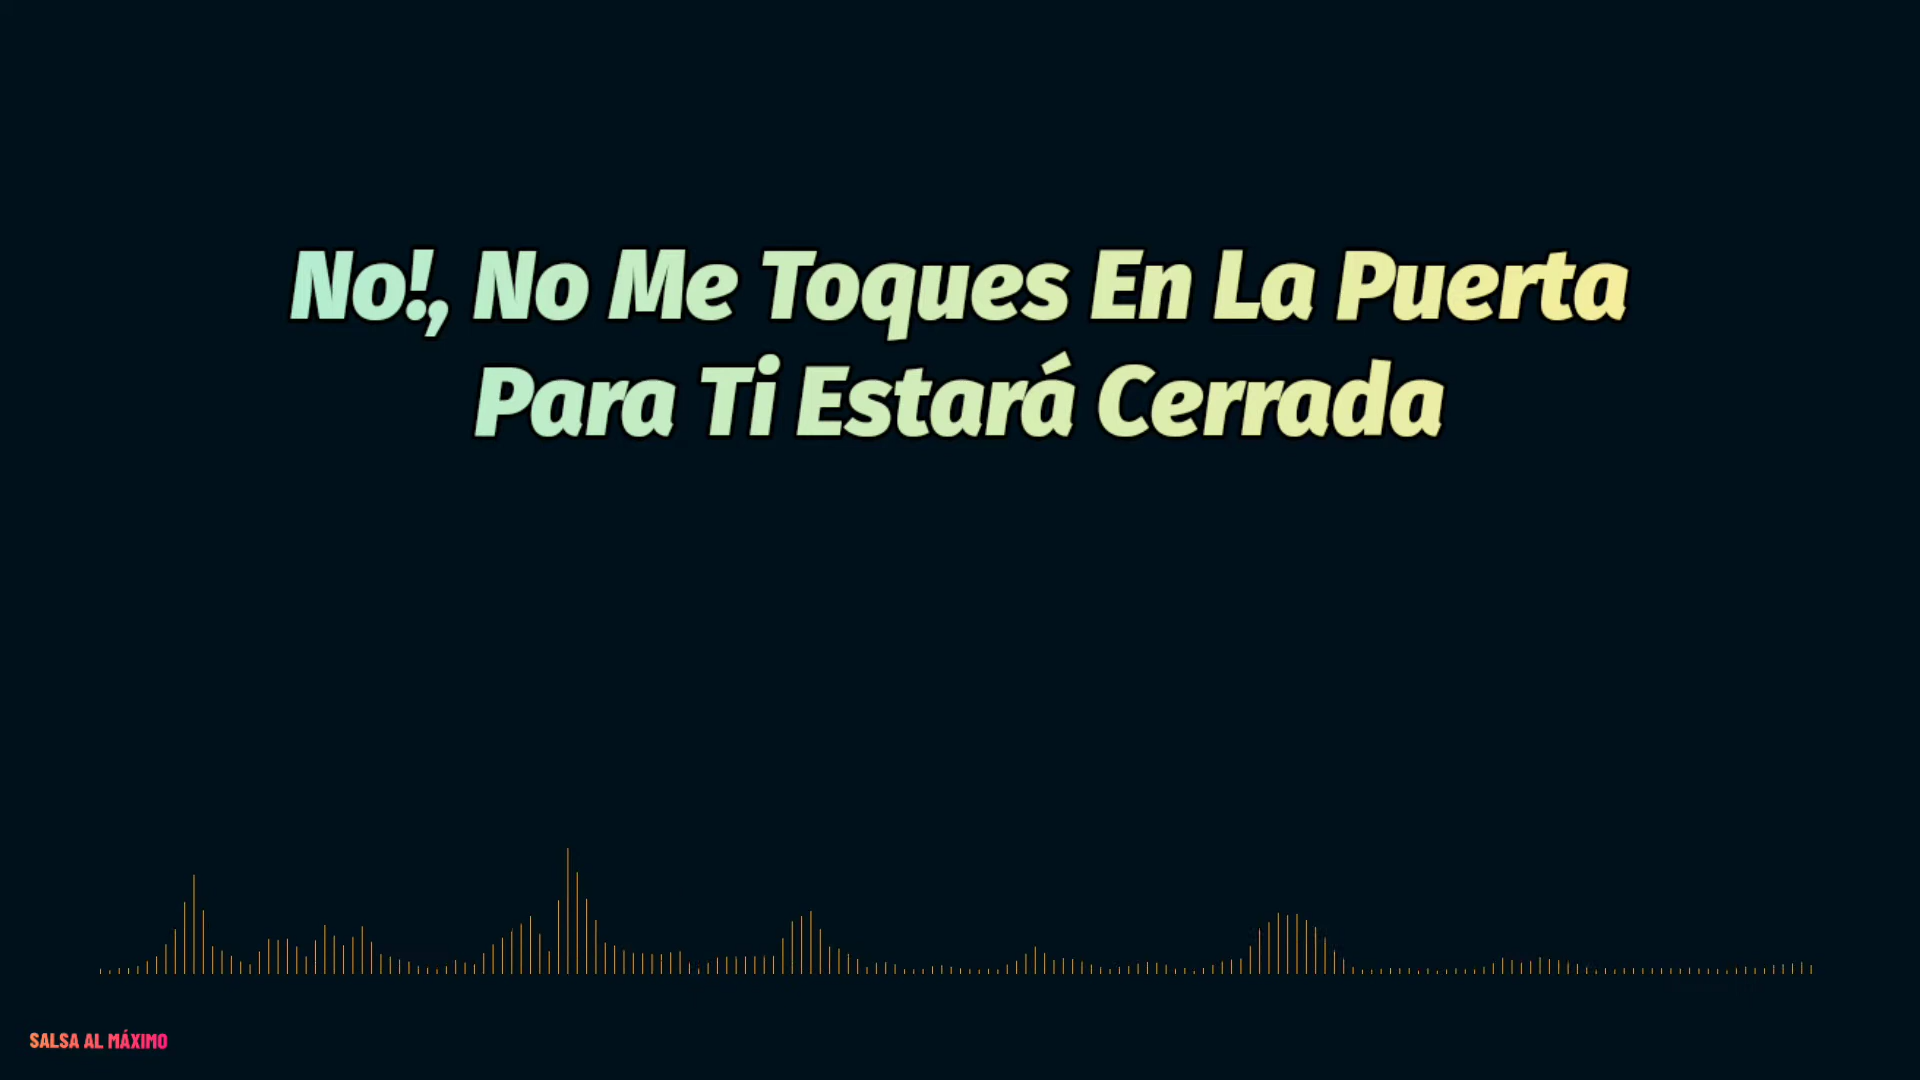 No!, No Me Toques En La Puerta
Para Ti Estará Cerrada
SALSA AL MÁXIMO